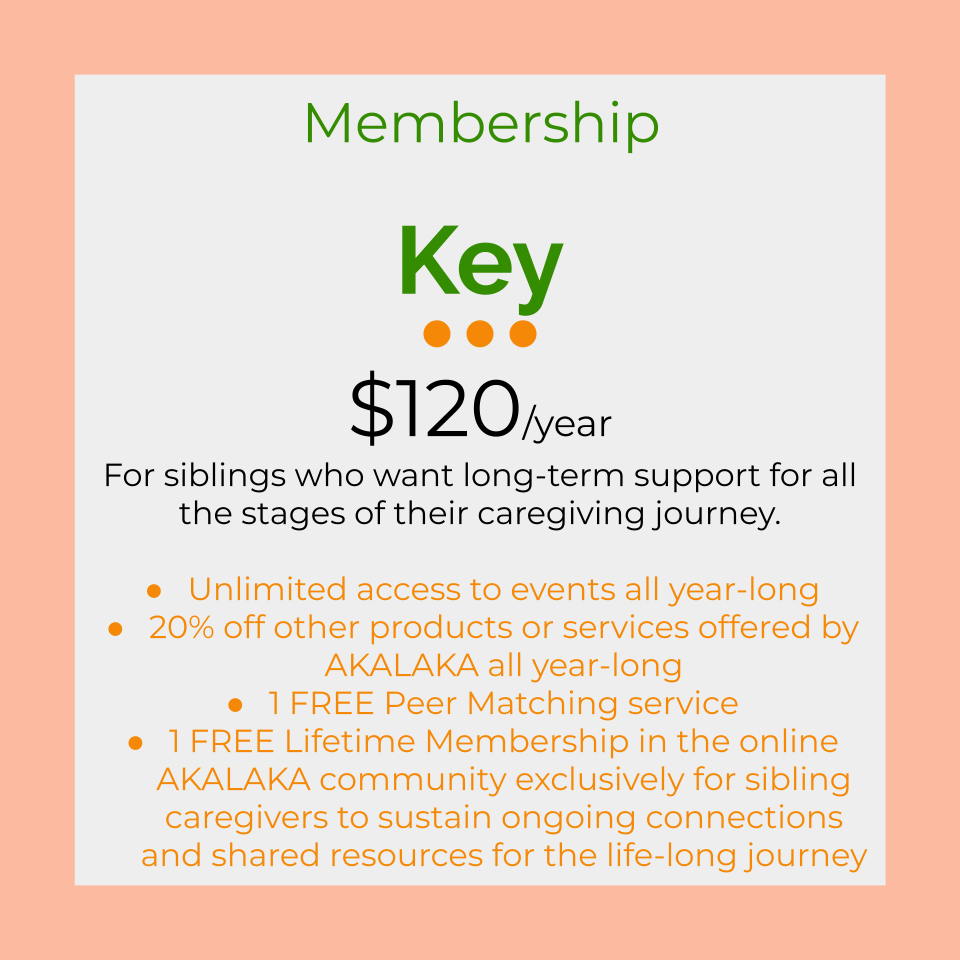 Membership
Key
$120/year
For siblings who want long-term support for all
the stages of their caregiving journey.
● Unlimited access to events all year-long
● 20% off other products or services offered by
AKALAKA all year-long
● 1 FREE Peer Matching service
● 1 FREE Lifetime Membership in the online
AKALAKA community exclusively for sibling
caregivers to sustain ongoing connections
and shared resources for the life-long journey